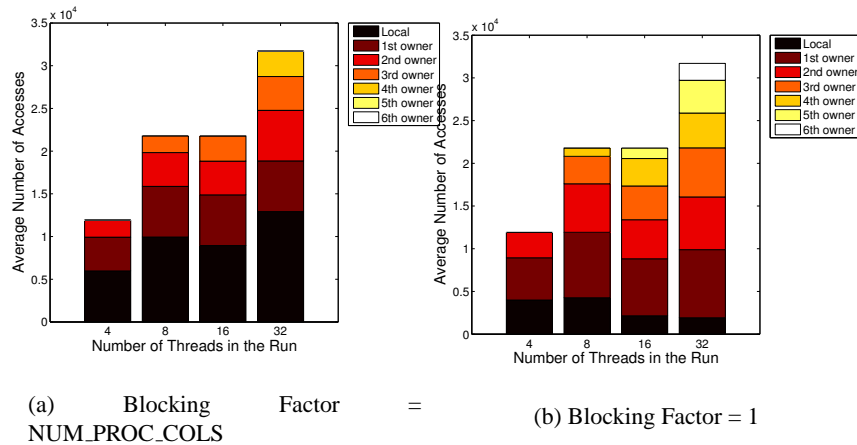 x 10^4
3.5
3
2.5
2
1.5
1
0.5
0
Average Number of Accesses
4 8 16 32
Number of Threads in the Run
Local
1st owner
2nd owner
3rd owner
4th owner
5th owner
6th owner
(a) Blocking Factor =
NUM_PROC_COLS
x 10^4
3.5
3
2.5
2
1.5
1
0.5
0
Average Number of Accesses
4 8 16 32
Number of Threads in the Run
Local
1st owner
2nd owner
3rd owner
4th owner
5th owner
6th owner
(b) Blocking Factor = 1